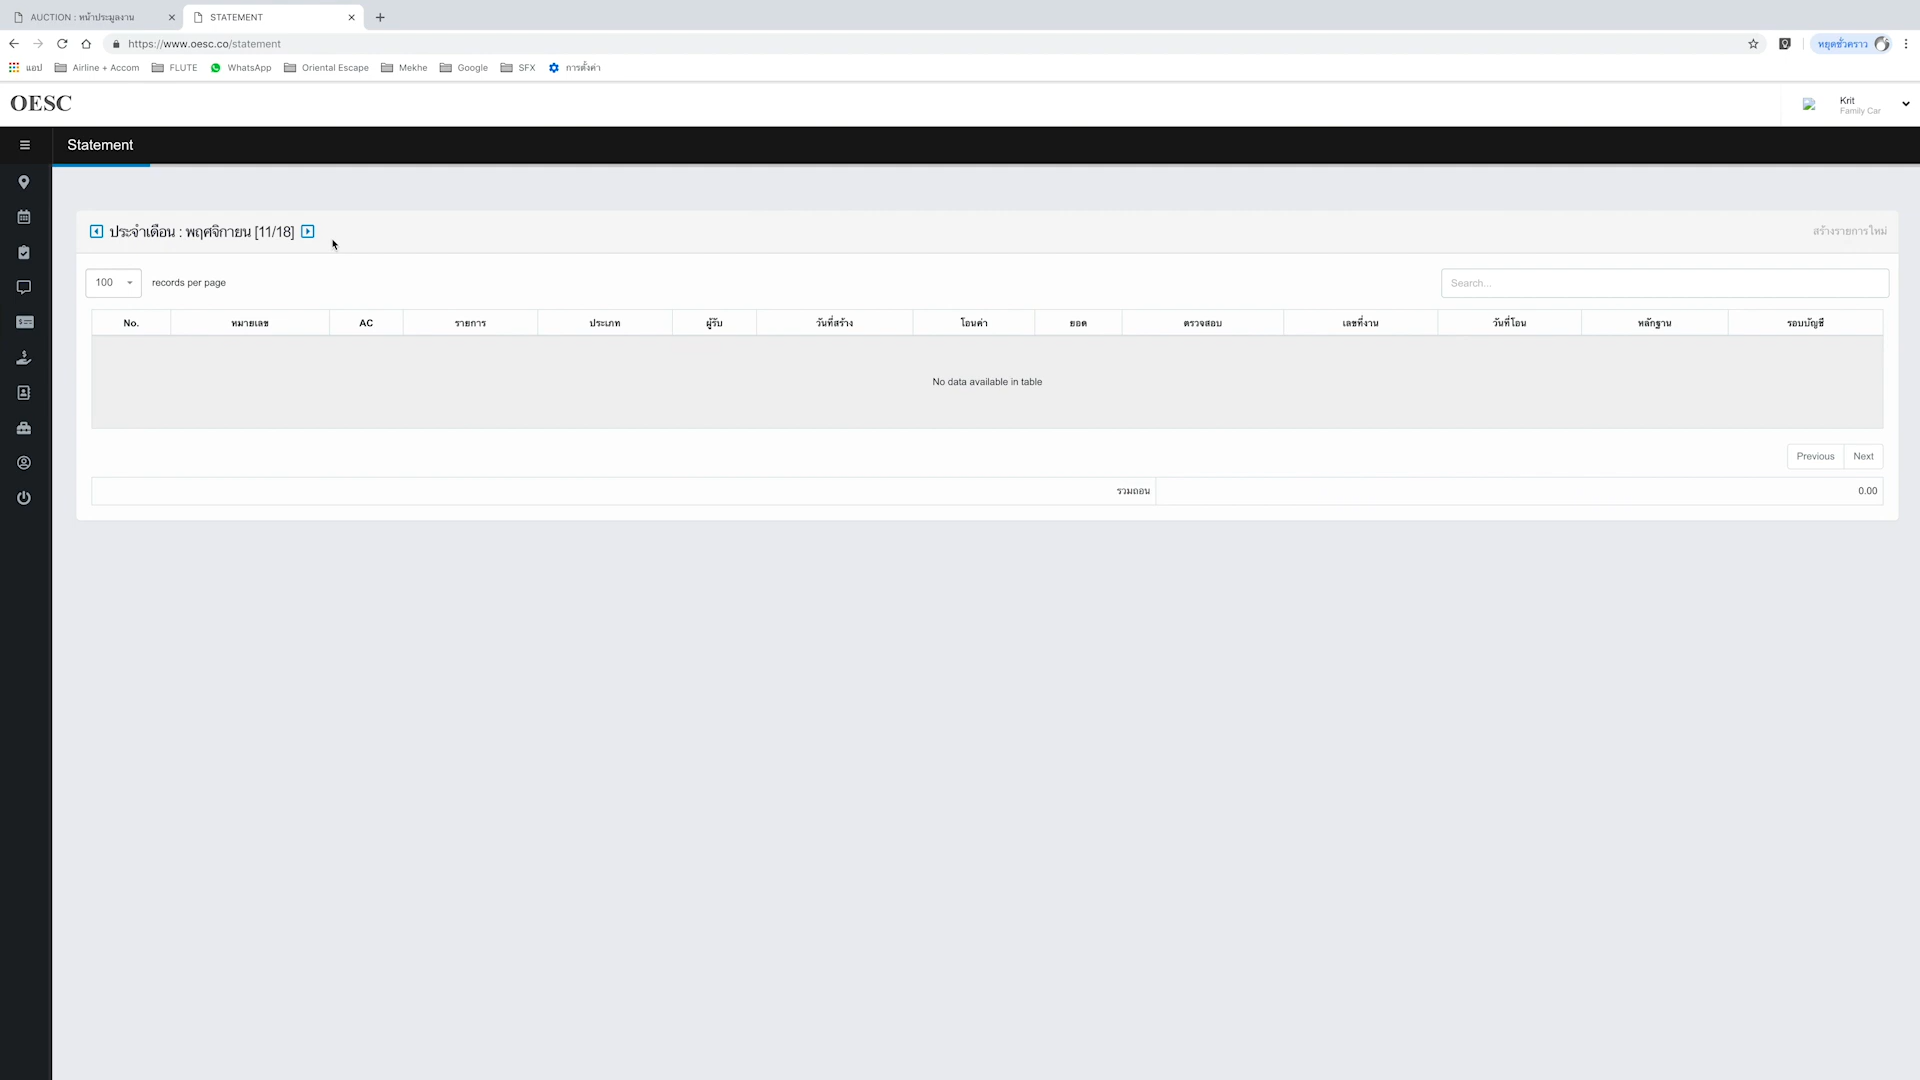 AUCTION : หน้าประมูลงาน
STATEMENT
https://www.oesc.co/statement
หยุดชั่วคราว
แอป
Airline + Accom
FLUTE
WhatsApp
Oriental Escape
Mekhe
Google
SFX
การตั้งค่า
OESC
Krit
Family Car
Statement
ประจำเดือน : พฤศจิกายน [11/18]
สร้างรายการใหม่
100 records per page
Search...
No. หมายเลข AC รายการ ประเภท ผู้รับ วันที่สร้าง โอนค่า ยอด ตรวจสอบ เลขที่งาน วันที่โอน หลักฐาน รอบบัญชี
No data available in table
Previous Next
รวมถอน 0.00